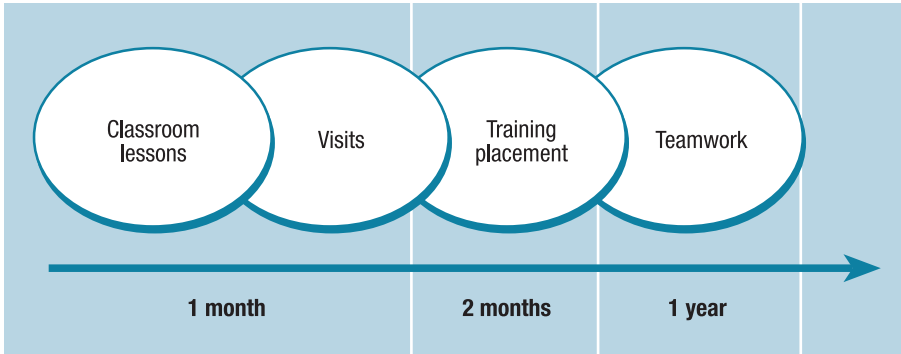 Classroom
lessons
Visits
Training
placement
Teamwork
1 month
2 months
1 year